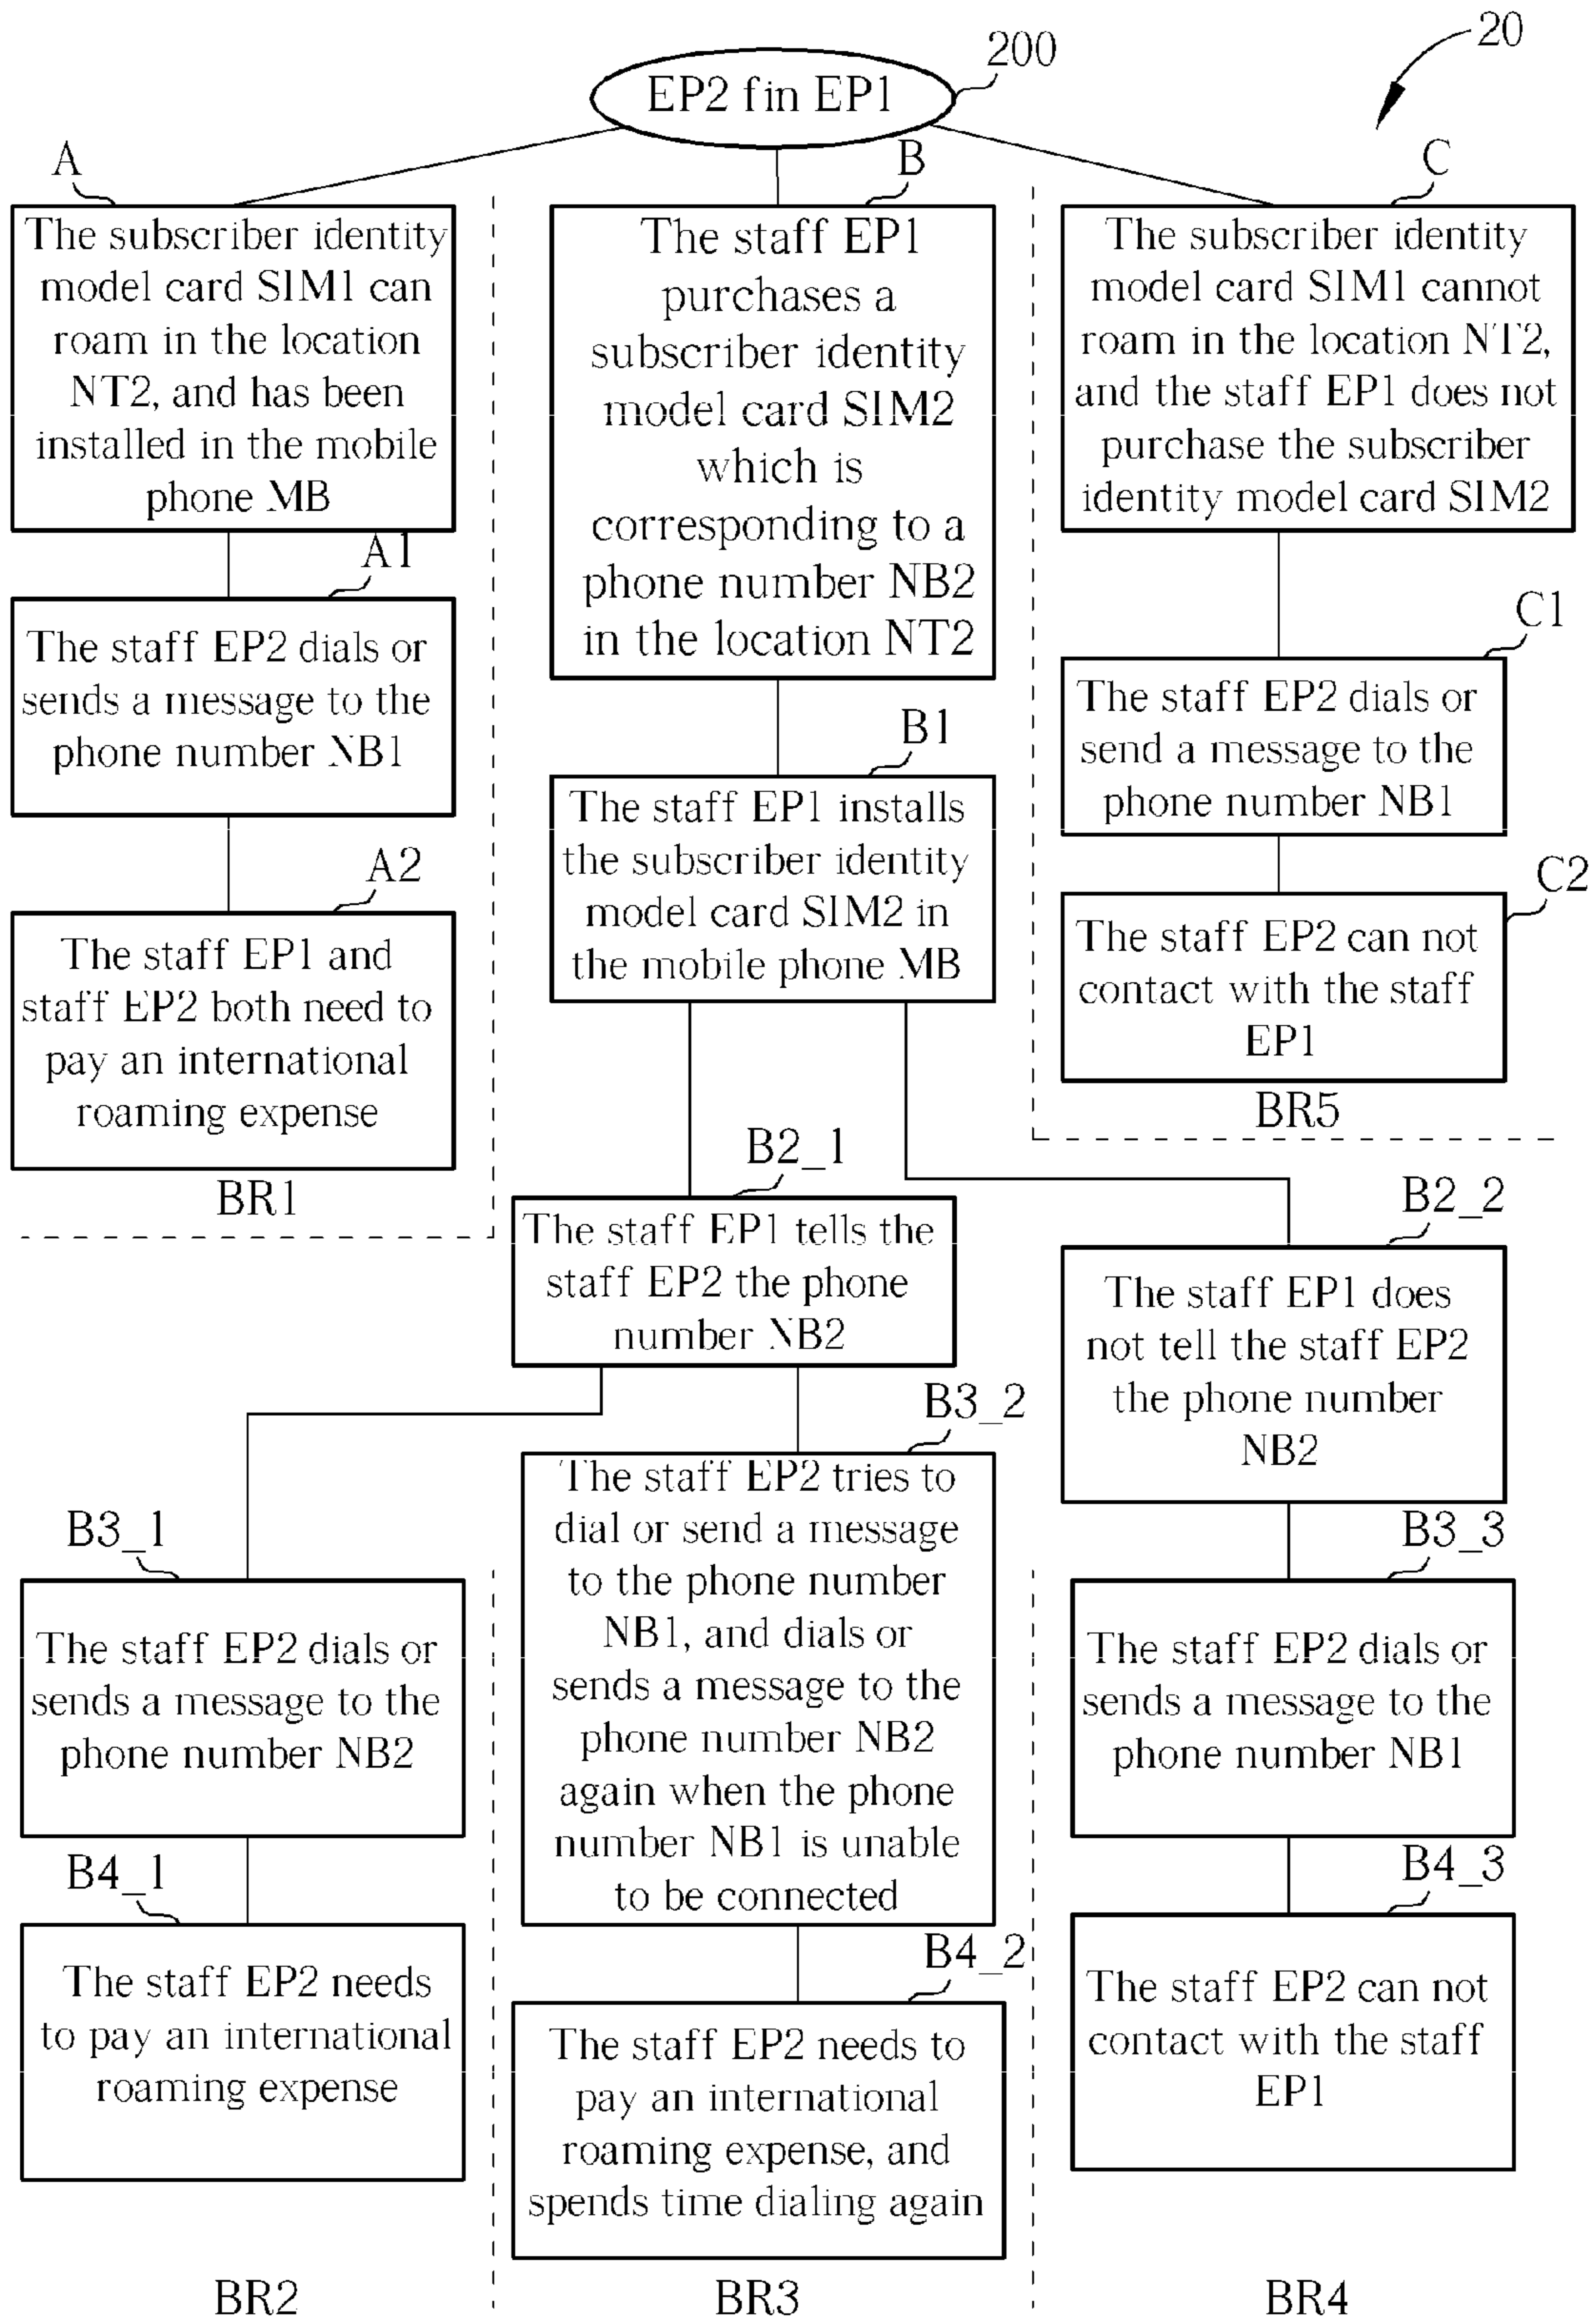 20
200
EP2 fin EP1
A
The subscriber identity
model card SIM1 can
roam in the location
NT2, and has been
installed in the mobile
phone MB
A1
The staff EP2 dials or
sends a message to the
phone number NB1
A2
The staff EP1 and
staff EP2 both need to
pay an international
roaming expense
BR1
B
The staff EP1
purchases a
subscriber identity
model card SIM2
which is
corresponding to a
phone number NB2
in the location NT2
B1
The staff EP1 installs
the subscriber identity
model card SIM2 in
the mobile phone MB
C
The subscriber identity
model card SIM1 cannot
roam in the location NT2,
and the staff EP1 does not
purchase the subscriber
identity model card SIM2
C1
The staff EP2 dials or
send a message to the
phone number NB1
C2
The staff EP2 can not
contact with the staff
EP1
BR5
B2_1
The staff EP1 tells the
staff EP2 the phone
number NB2
B2_2
The staff EP1 does
not tell the staff EP2
the phone number
NB2
B3_1
The staff EP2 dials or
sends a message to the
phone number NB2
B4_1
The staff EP2 needs
to pay an international
roaming expense
BR2
B3_2
The staff EP2 tries to
dial or send a message
to the phone number
NB1, and dials or
sends a message to the
phone number NB2
again when the phone
number NB1 is unable
to be connected
B4_2
The staff EP2 needs to
pay an international
roaming expense, and
spends time dialing again
BR3
B3_3
The staff EP2 dials or
sends a message to the
phone number NB1
B4_3
The staff EP2 can not
contact with the staff
EP1
BR4